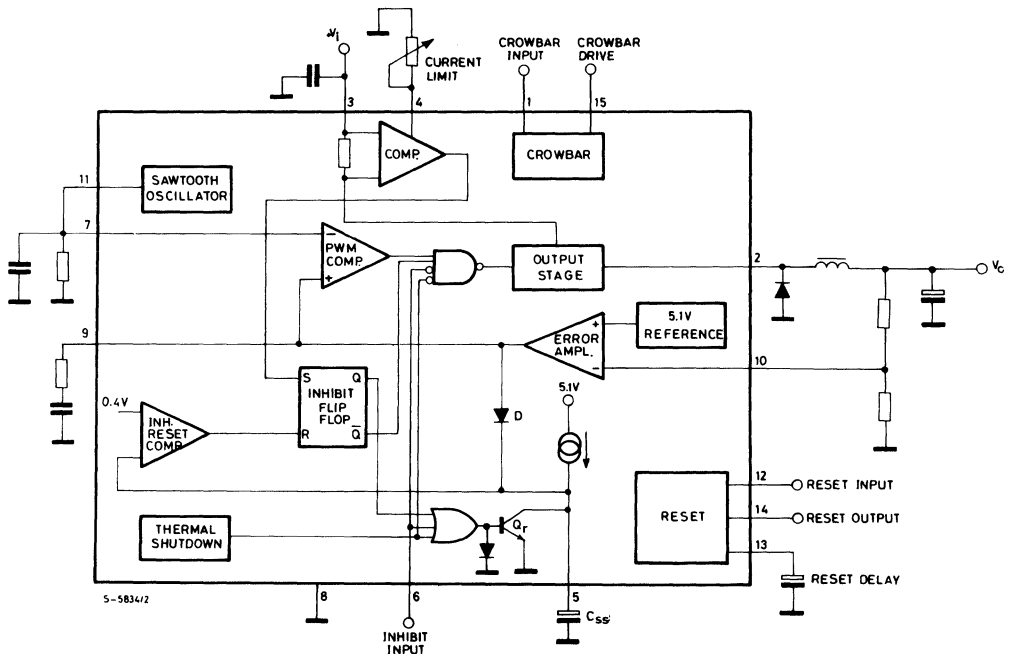 Vi
CURRENT
LIMIT
CROWBAR
INPUT
CROWBAR
DRIVE
3
4
1
15
COMP.
CROWBAR
11
SAWTOOTH
OSCILLATOR
7
-
PWM
COMP.
+
OUTPUT
STAGE
2
Vo
9
+
ERROR
AMPL.
-
5.1V
REFERENCE
10
5.1V
S
Q
INHIBIT
FLIP
FLOP
R
Q̅
0.4V
INH.
RESET
COMP.
D
12
RESET INPUT
RESET
14
RESET OUTPUT
13
RESET DELAY
THERMAL
SHUTDOWN
Qr
S-5834/2
8
6
5
INHIBIT
INPUT
Css